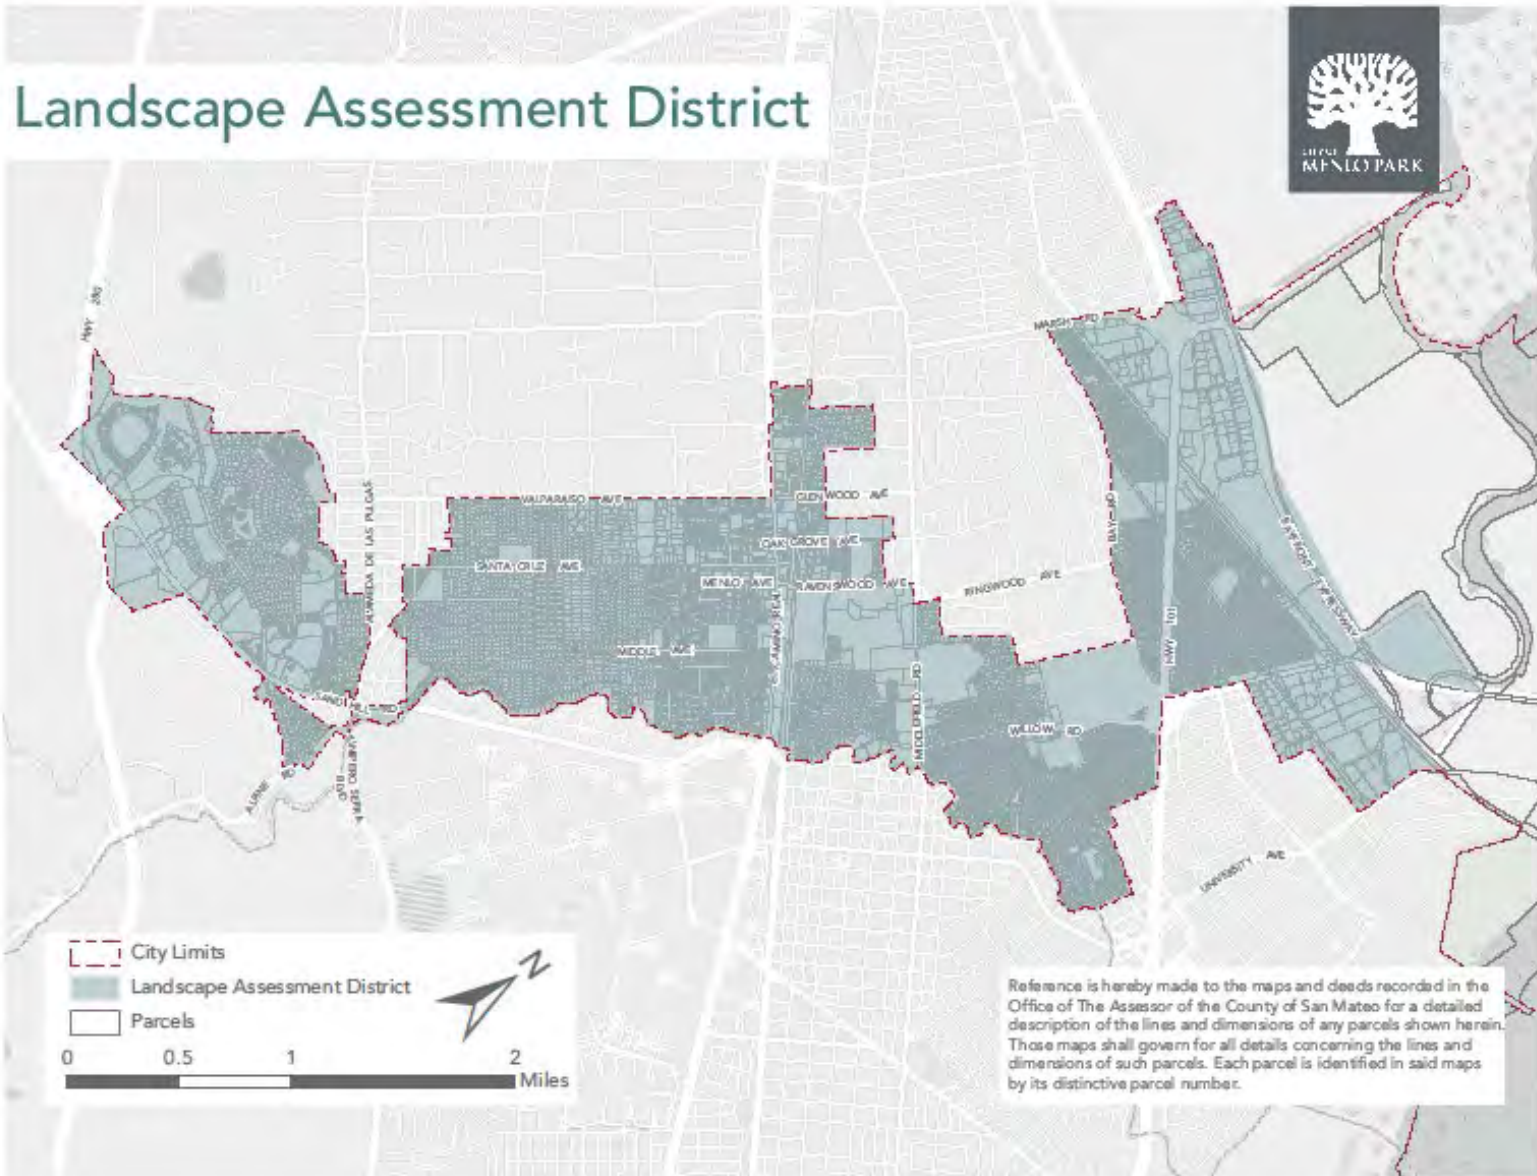 Landscape Assessment District
CITY OF
MENLO PARK
HWY 280
MARSH RD
ALAMEDA DE LAS PULGAS
VALPARAISO AVE
GLENWOOD AVE
BAY RD
BAYFRONT EXPRESSWAY
OAK GROVE AVE
SANTA CRUZ AVE
MENLO AVE
RAVENSWOOD AVE
RINGWOOD AVE
EL CAMINO REAL
HWY 101
MIDDLE AVE
SAND HILL RD
MIDDLEFIELD RD
WILLOW RD
ALPINE RD
JUNIPERO SERRA
BLVD
UNIVERSITY AVE
City Limits
Landscape Assessment District
Parcels
N
0 0.5 1 2
Miles
Reference is hereby made to the maps and deeds recorded in the
Office of The Assessor of the County of San Mateo for a detailed
description of the lines and dimensions of any parcels shown herein.
Those maps shall govern for all details concerning the lines and
dimensions of such parcels. Each parcel is identified in said maps
by its distinctive parcel number.